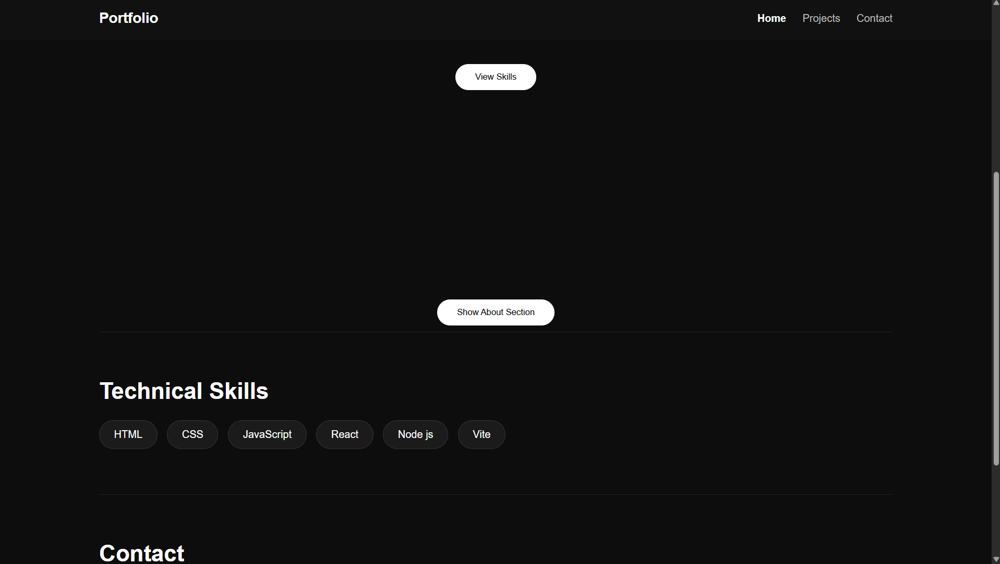 Portfolio
Home Projects Contact
View Skills
Show About Section
Technical Skills
HTML CSS JavaScript React Node js Vite
Contact